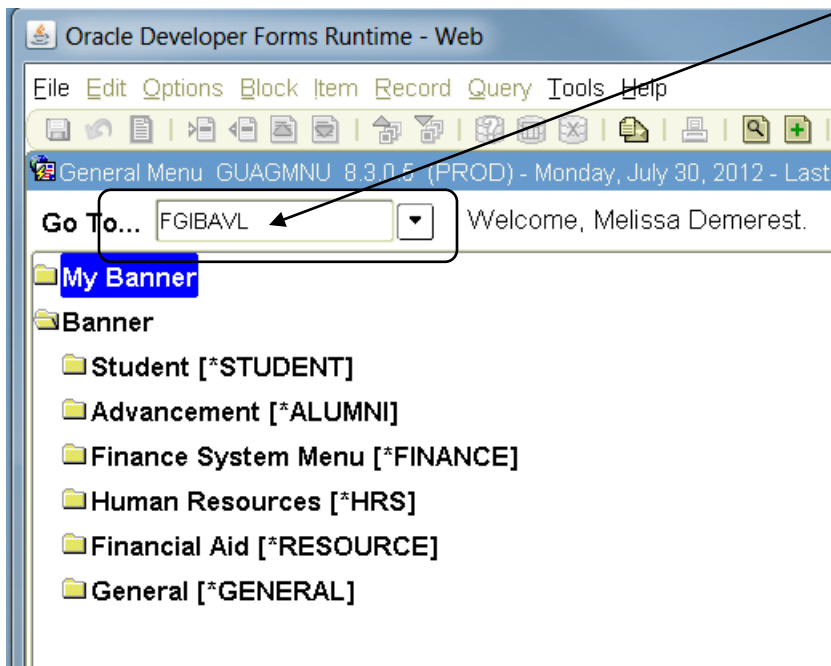 Oracle Developer Forms Runtime - Web
File Edit Options Block Item Record Query Tools Help
General Menu GUAGMNU 8.3.0.5 (PROD) - Monday, July 30, 2012 - Last
Go To... FGIBAVL Welcome, Melissa Demerest.
My Banner
Banner
Student [*STUDENT]
Advancement [*ALUMNI]
Finance System Menu [*FINANCE]
Human Resources [*HRS]
Financial Aid [*RESOURCE]
General [*GENERAL]